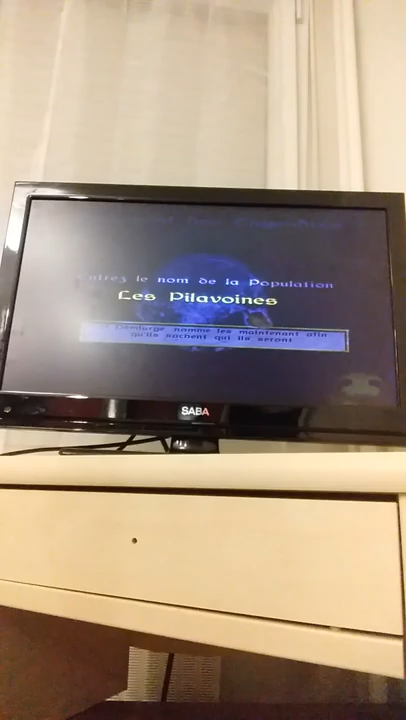 Entrez le nom de la Population
Les Pilavoines
Démiurge, nomme les maintenant afin
qu'ils sachent qui ils seront
SABA